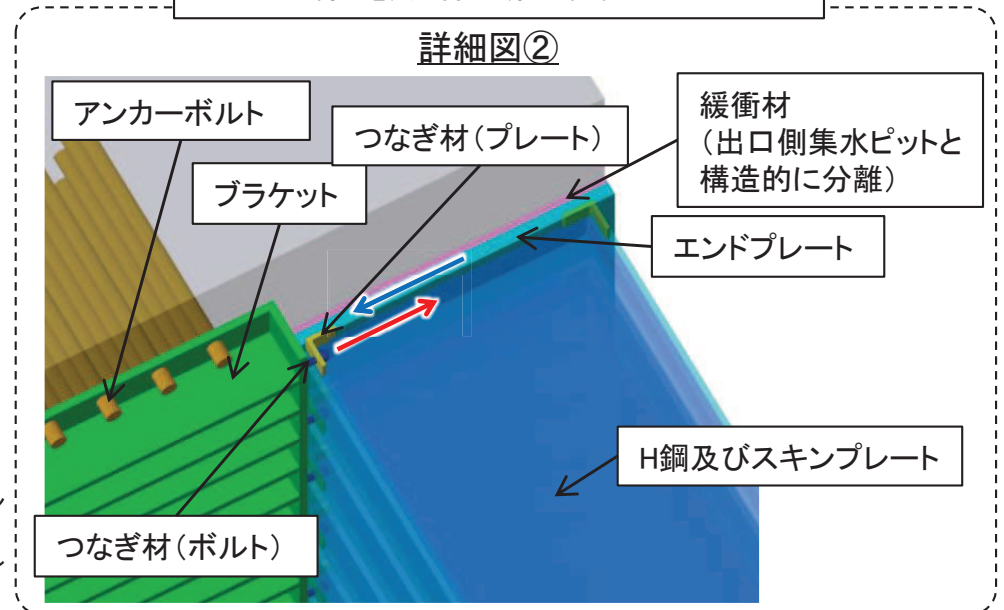 詳細図②
アンカーボルト
つなぎ材(プレート)
緩衝材
(出口側集水ピットと
構造的に分離)
ブラケット
エンドプレート
H鋼及びスキンプレート
つなぎ材(ボルト)